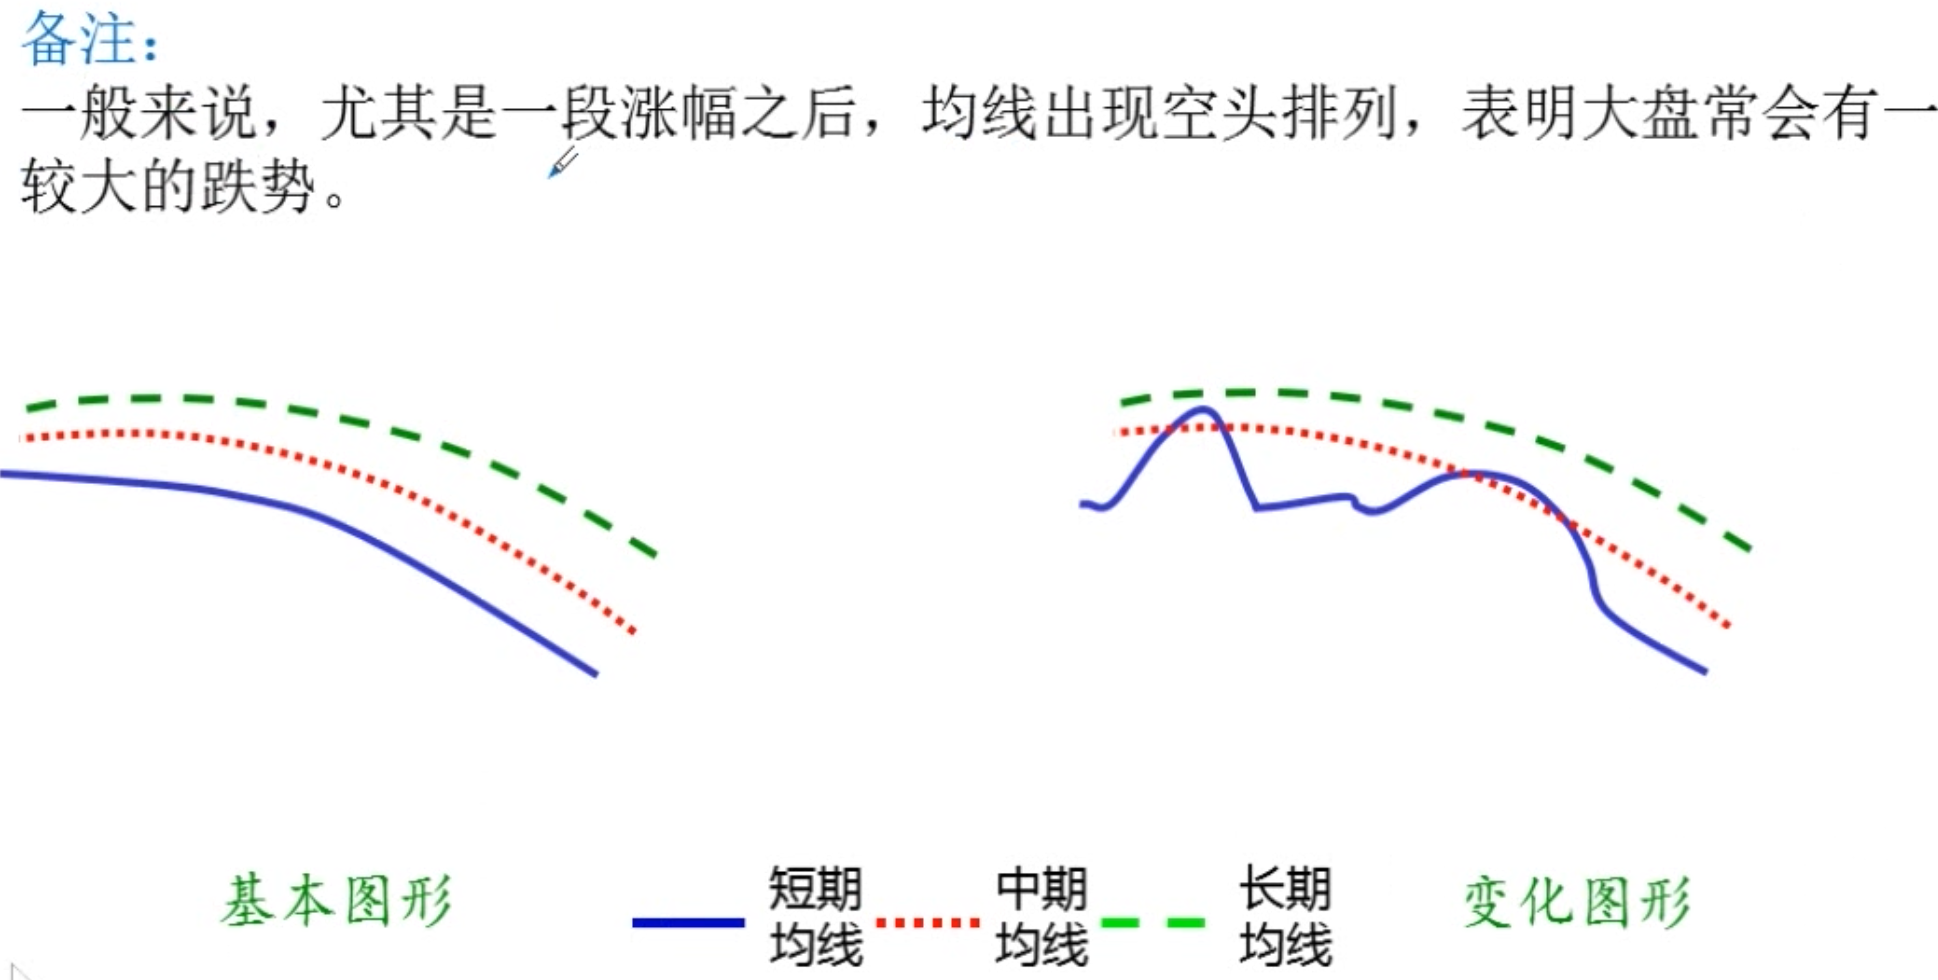 备注：
一般来说，尤其是一段涨幅之后，均线出现空头排列，表明大盘常会有一
较大的跌势。
基本图形
短期
均线
中期
均线
长期
均线
变化图形